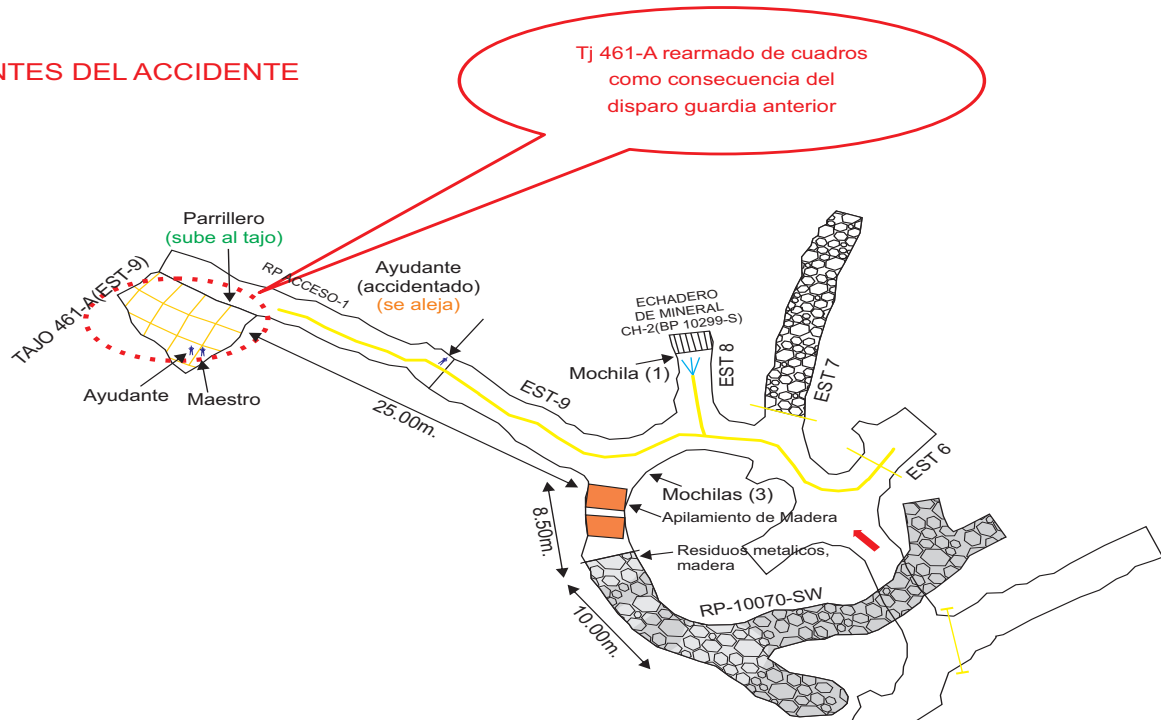 NTES DEL ACCIDENTE
Tj 461-A rearmado de cuadros
como consecuencia del
disparo guardia anterior
Parrillero
(sube al tajo)
TAJO 461-A(EST-9)
RP ACCESO-1
Ayudante
(accidentado)
(se aleja)
ECHADERO
DE MINERAL
CH-2(BP 10299-S)
Mochila (1)
EST 8
EST 7
EST 6
Ayudante
Maestro
EST-9
25.00m.
Mochilas (3)
Apilamiento de Madera
8.50m.
Residuos metalicos,
madera
RP-10070-SW
10.00m.